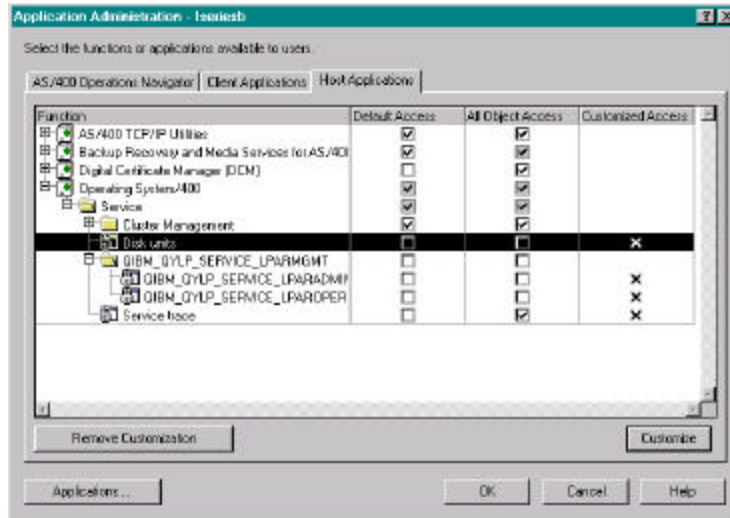 Application Administration - Iseriesb
Select the functions or applications available to users.
AS/400 Operations Navigator Client Applications Host Applications
Function Default Access All Object Access Customized Access
AS/400 TCP/IP Utilities
Backup Recovery and Media Services for AS/40
Digital Certificate Manager (DCM)
Operating System/400
Service
Cluster Management
Disk units
QIBM_QYLP_SERVICE_LPARMGMT
QIBM_QYLP_SERVICE_LPARADMI
QIBM_QYLP_SERVICE_LPAROPER
Service trace
Remove Customization Customize
Applications... OK Cancel Help